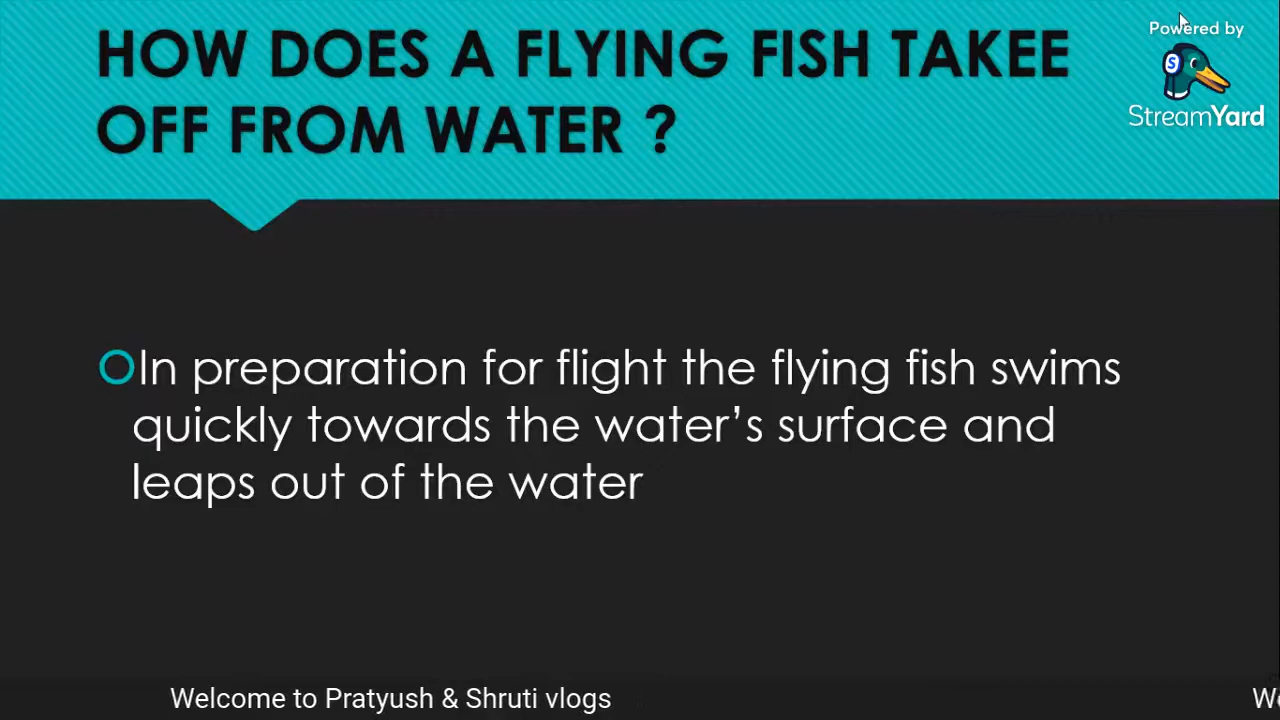 HOW DOES A FLYING FISH TAKEE
OFF FROM WATER ?
Powered by
S
StreamYard
In preparation for flight the flying fish swims
quickly towards the water’s surface and
leaps out of the water
Welcome to Pratyush & Shruti vlogs